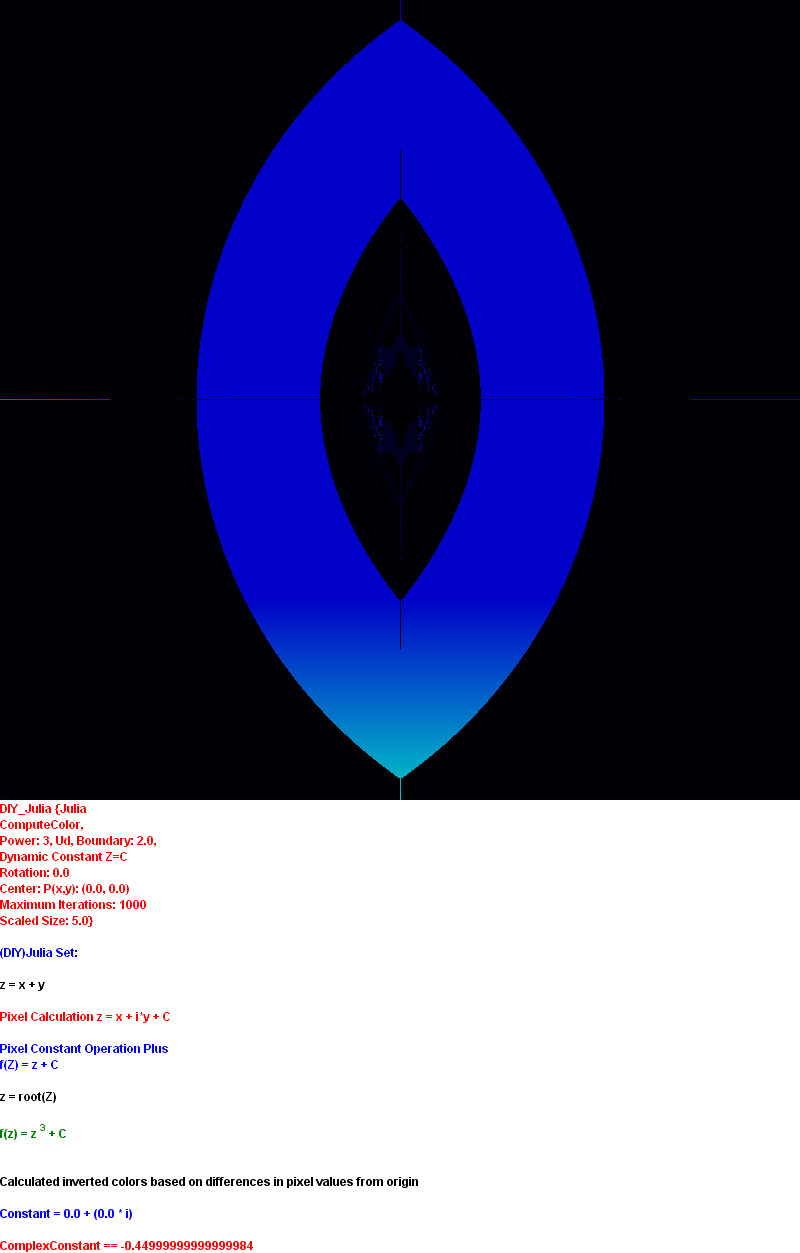 DIY_Julia {Julia
ComputeColor,
Power: 3, Ud, Boundary: 2.0,
Dynamic Constant Z=C
Rotation: 0.0
Center: P(x,y): (0.0, 0.0)
Maximum Iterations: 1000
Scaled Size: 5.0}
(DIY)Julia Set:
z = x + y
Pixel Calculation z = x + i*y + C
Pixel Constant Operation Plus
f(Z) = z + C
z = root(Z)
f(z) = z ³ + C
Calculated inverted colors based on differences in pixel values from origin
Constant = 0.0 + (0.0 * i)
ComplexConstant == -0.44999999999999984